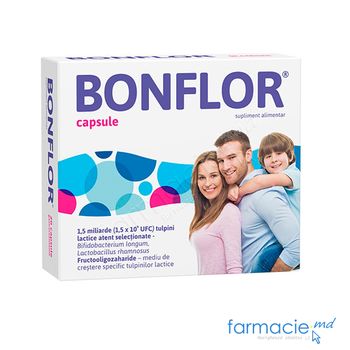 BONFLOR®
supliment alimentar
capsule
1,5 miliarde (1,5 x 10⁹ UFC) tulpini
lactice atent selecționate -
Bifidobacterium longum,
Lactobacillus rhamnosus
Fructooligozaharide – mediu de
creștere specific tulpinilor lactice
BONFLOR®
farmacie.md